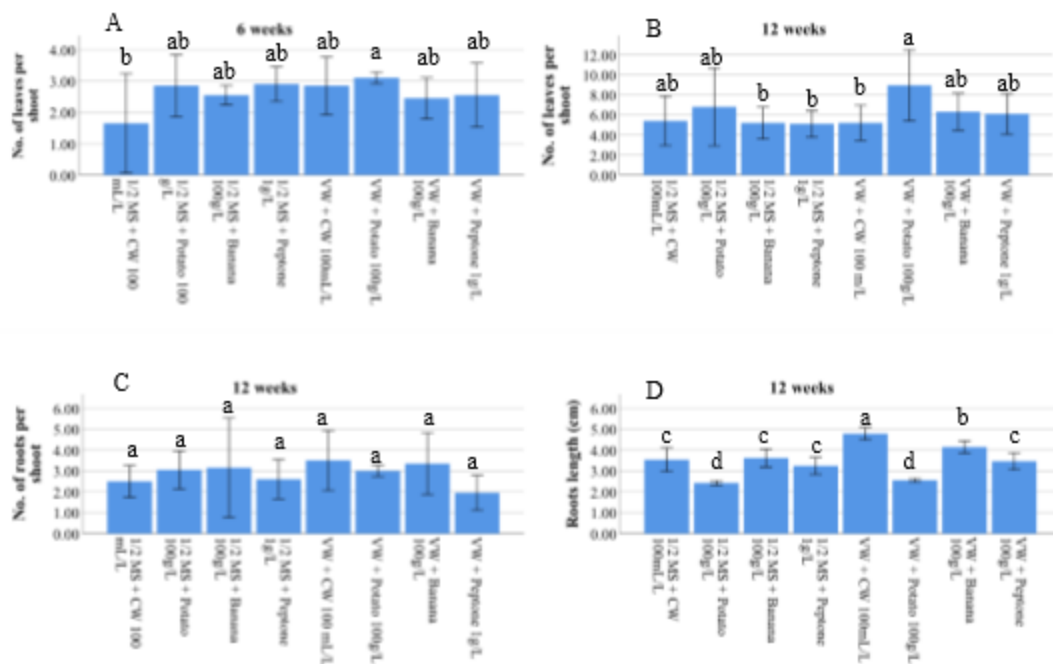 A
6 weeks
No. of leaves per
shoot
4.00
3.00
2.00
1.00
0.00
b
ab
ab
ab
ab
a
ab
ab
1/2 MS + CW 100
mL/L
1/2 MS + Potato 100
g/L
1/2 MS + Banana
100g/L
1/2 MS + Peptone
1g/L
VW + CW 100mL/L
VW + Potato 100g/L
VW + Banana
100g/L
VW + Peptone 1g/L
B
12 weeks
No. of leaves per
shoot
12.00
10.00
8.00
6.00
4.00
2.00
0.00
ab
ab
b
b
b
a
ab
ab
1/2 MS + CW
100mL/L
1/2 MS + Potato
100g/L
1/2 MS + Banana
100g/L
1/2 MS + Peptone
1g/L
VW + CW 100 m/L
VW + Potato 100g/L
VW + Banana
100g/L
VW + Peptone 1g/L
C
12 weeks
No. of roots per
shoot
6.00
5.00
4.00
3.00
2.00
1.00
0.00
a
a
a
a
a
a
a
a
1/2 MS + CW 100
mL/L
1/2 MS + Potato
100g/L
1/2 MS + Banana
100g/L
1/2 MS + Peptone
1g/L
VW + CW 100 mL/L
VW + Potato 100g/L
VW + Banana
100g/L
VW + Peptone 1g/L
D
12 weeks
Roots length (cm)
6.00
5.00
4.00
3.00
2.00
1.00
0.00
c
d
c
c
a
d
b
c
1/2 MS + CW
100mL/L
1/2 MS + Potato
100g/L
1/2 MS + Banana
100g/L
1/2 MS + Peptone
1g/L
VW + CW 100mL/L
VW + Potato 100g/L
VW + Banana
100g/L
VW + Peptone
100g/L